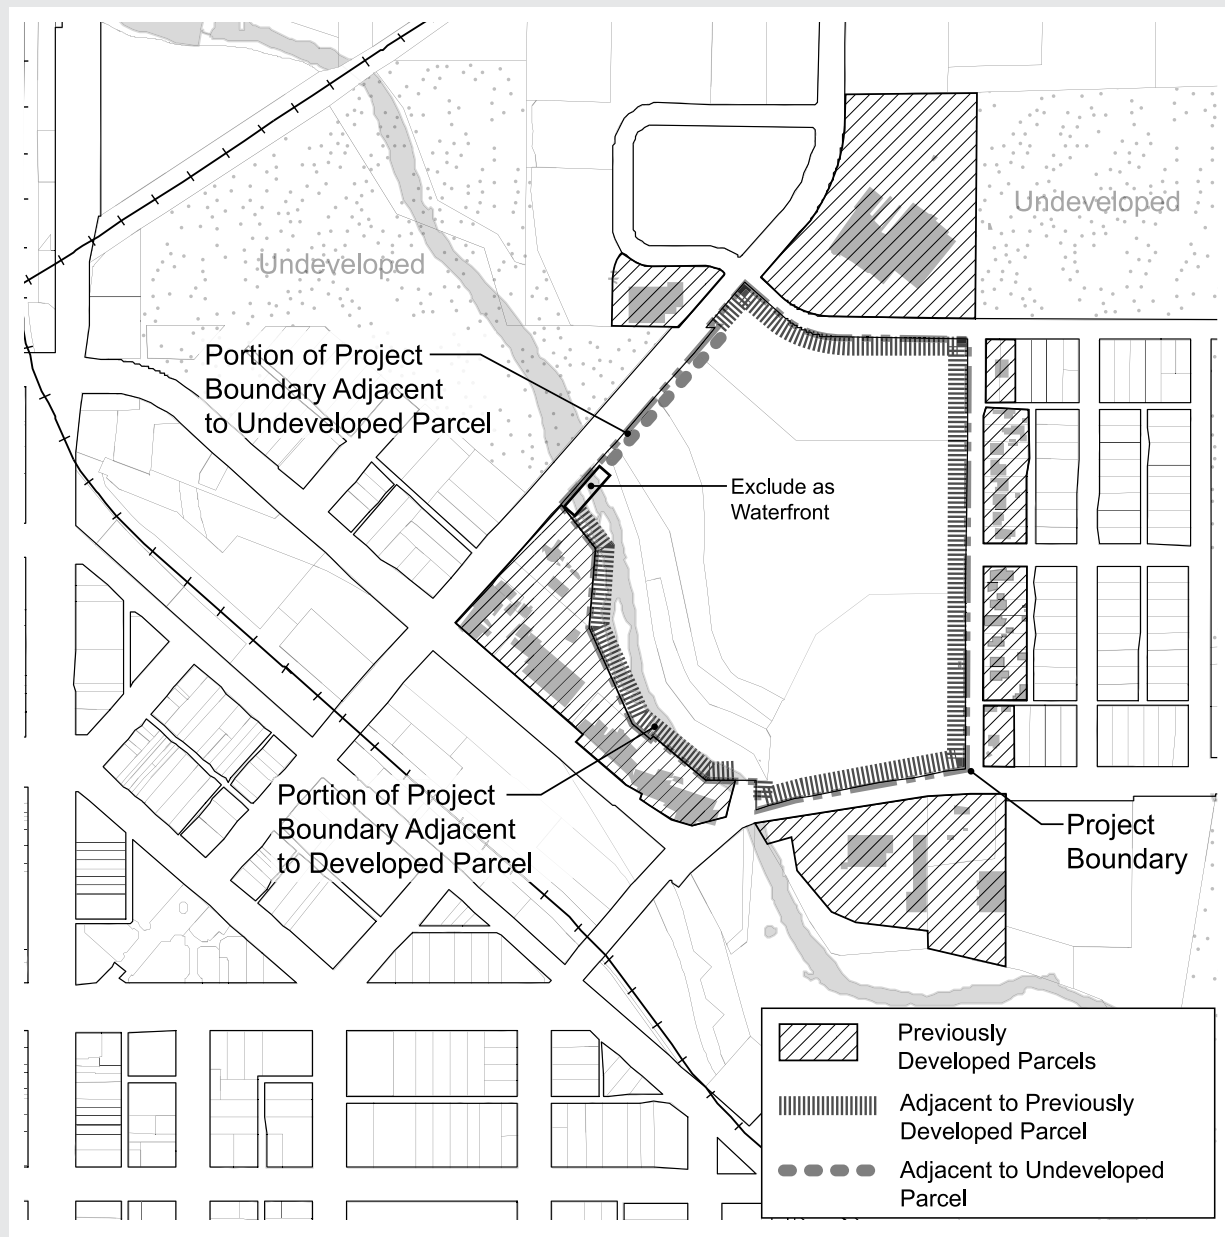 Undeveloped
Undeveloped
Portion of Project
Boundary Adjacent
to Undeveloped Parcel
Exclude as
Waterfront
Portion of Project
Boundary Adjacent
to Developed Parcel
Project
Boundary
Previously
Developed Parcels
Adjacent to Previously
Developed Parcel
Adjacent to Undeveloped
Parcel